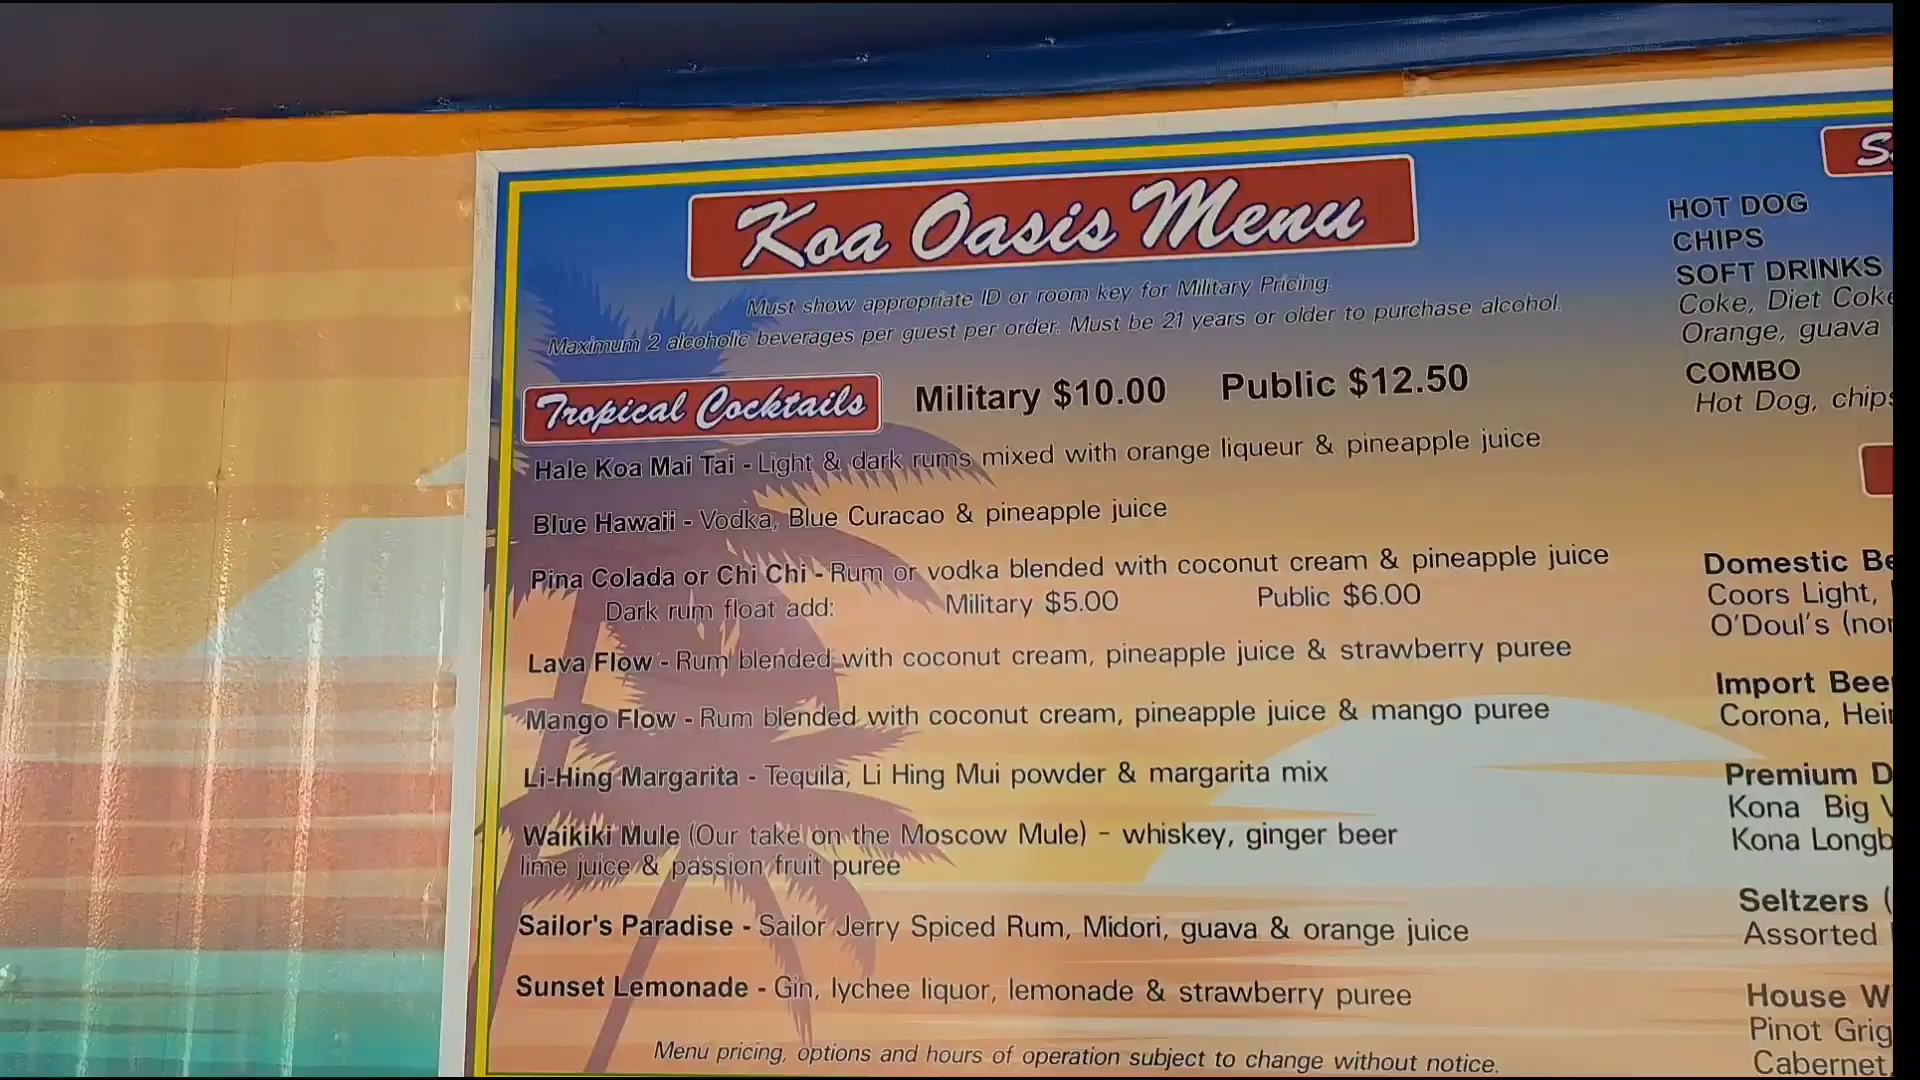 Koa Oasis Menu
Must show appropriate ID or room key for Military Pricing.
Maximum 2 alcoholic beverages per guest per order. Must be 21 years or older to purchase alcohol.
Tropical Cocktails Military $10.00 Public $12.50
Hale Koa Mai Tai - Light & dark rums mixed with orange liqueur & pineapple juice
Blue Hawaii - Vodka, Blue Curacao & pineapple juice
Pina Colada or Chi Chi - Rum or vodka blended with coconut cream & pineapple juice
Dark rum float add: Military $5.00 Public $6.00
Lava Flow - Rum blended with coconut cream, pineapple juice & strawberry puree
Mango Flow - Rum blended with coconut cream, pineapple juice & mango puree
Li-Hing Margarita - Tequila, Li Hing Mui powder & margarita mix
Waikiki Mule (Our take on the Moscow Mule) - whiskey, ginger beer
lime juice & passion fruit puree
Sailor's Paradise - Sailor Jerry Spiced Rum, Midori, guava & orange juice
Sunset Lemonade - Gin, lychee liquor, lemonade & strawberry puree
Menu pricing, options and hours of operation subject to change without notice.
HOT DOG
CHIPS
SOFT DRINKS
Coke, Diet Coke
Orange, guava
COMBO
Hot Dog, chips
Domestic
Coors Light,
O'Doul's
Import
Corona,
Premium
Kona Big
Kona
Seltzers
Assorted
House
Pinot
Cabernet,